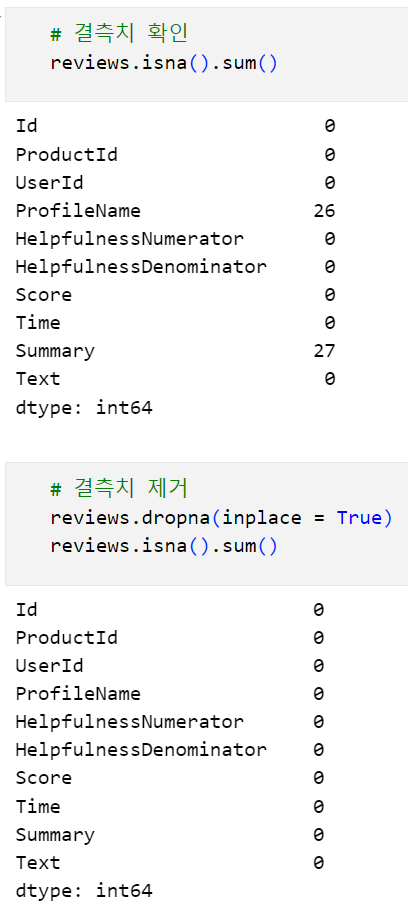 # 결측치 확인
reviews.isna().sum()
Id 0
ProductId 0
UserId 0
ProfileName 26
HelpfulnessNumerator 0
HelpfulnessDenominator 0
Score 0
Time 0
Summary 27
Text 0
dtype: int64
# 결측치 제거
reviews.dropna(inplace = True)
reviews.isna().sum()
Id 0
ProductId 0
UserId 0
ProfileName 0
HelpfulnessNumerator 0
HelpfulnessDenominator 0
Score 0
Time 0
Summary 0
Text 0
dtype: int64